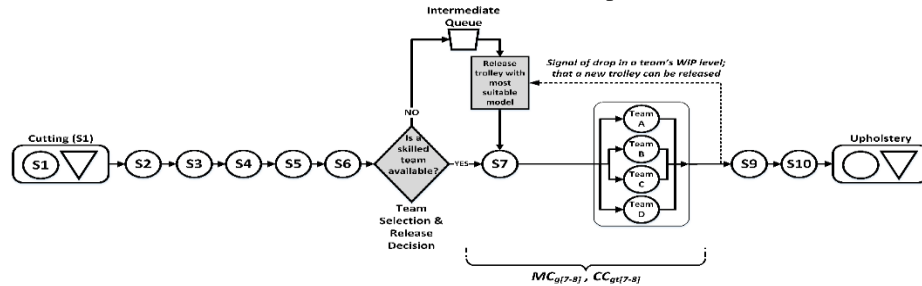 Intermediate
Queue
Release
trolley with
most
suitable
model
Signal of drop in a team's WIP level;
that a new trolley can be released
NO
Cutting (S1)
S1
S2
S3
S4
S5
S6
Is a
skilled
team
available?
YES
S7
Team
A
Team
B
Team
C
Team
D
S9
S10
Upholstery
Team
Selection &
Release
Decision
MCg[7-8] , CCgt[7-8]